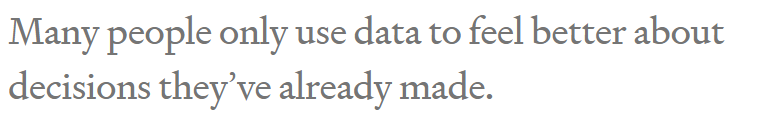 Many people only use data to feel better about
decisions they’ve already made.